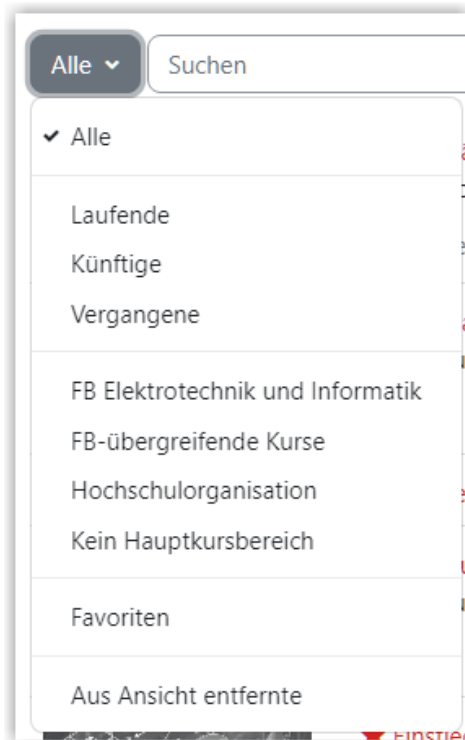 Alle
Suchen
Alle
Laufende
Künftige
Vergangene
FB Elektrotechnik und Informatik
FB-übergreifende Kurse
Hochschulorganisation
Kein Hauptkursbereich
Favoriten
Aus Ansicht entfernte